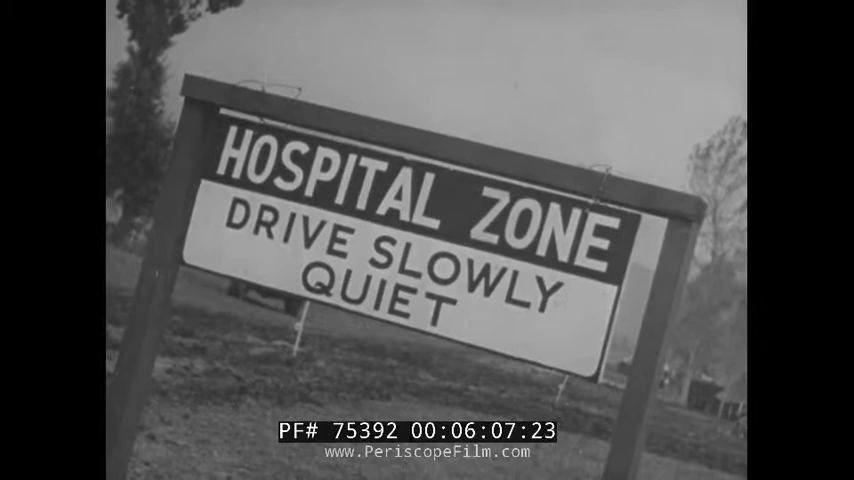 HOSPITAL ZONE
DRIVE SLOWLY
QUIET
PF# 75392 00:06:07:23
www.PeriscopeFilm.com